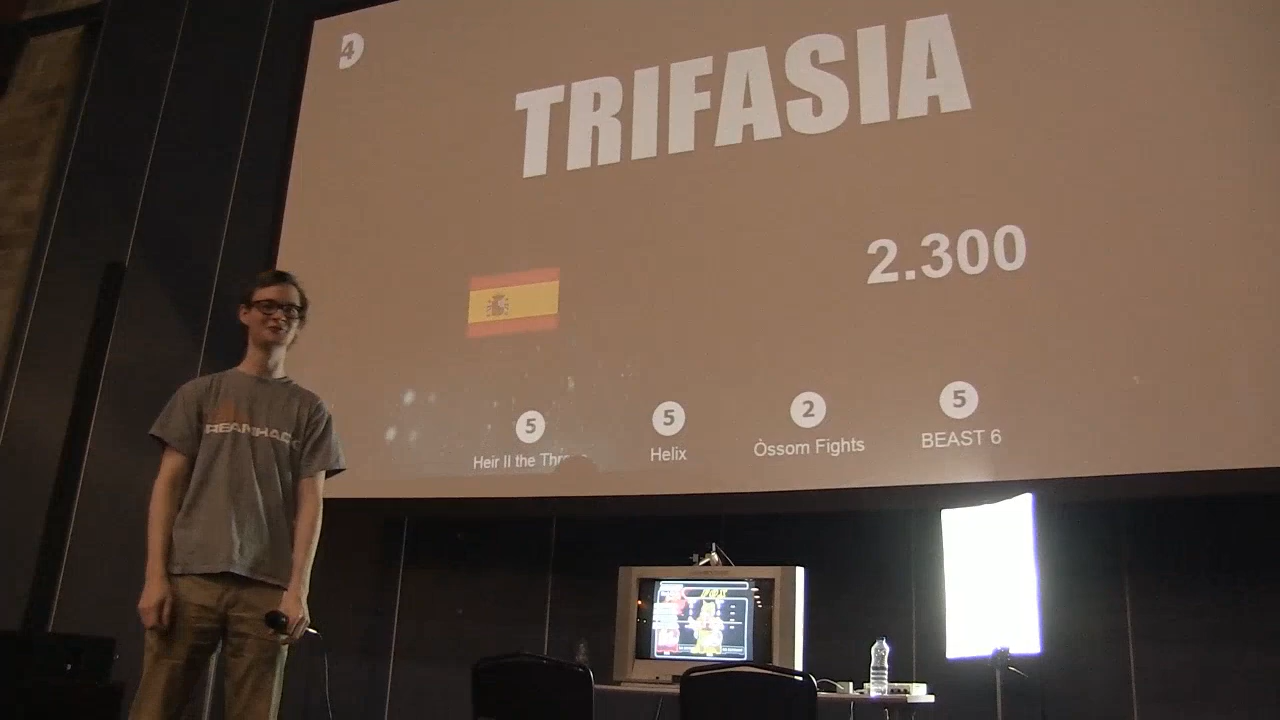 4
TRIFASIA
2.300
5
Heir II the
5
Helix
2
Òssom Fights
5
BEAST 6